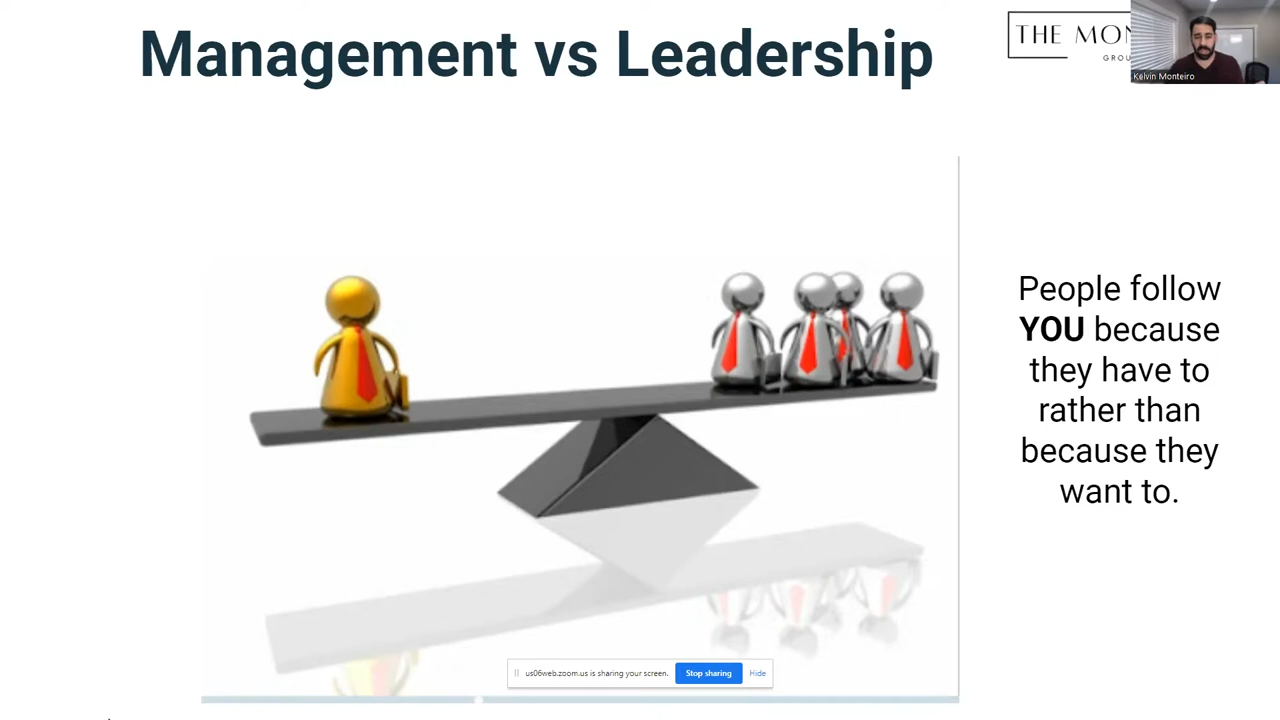 Management vs Leadership
THE MON
GROU
Kelvin Monteiro
People follow
YOU because
they have to
rather than
because they
want to.
us06web.zoom.us is sharing your screen.
Stop sharing
Hide